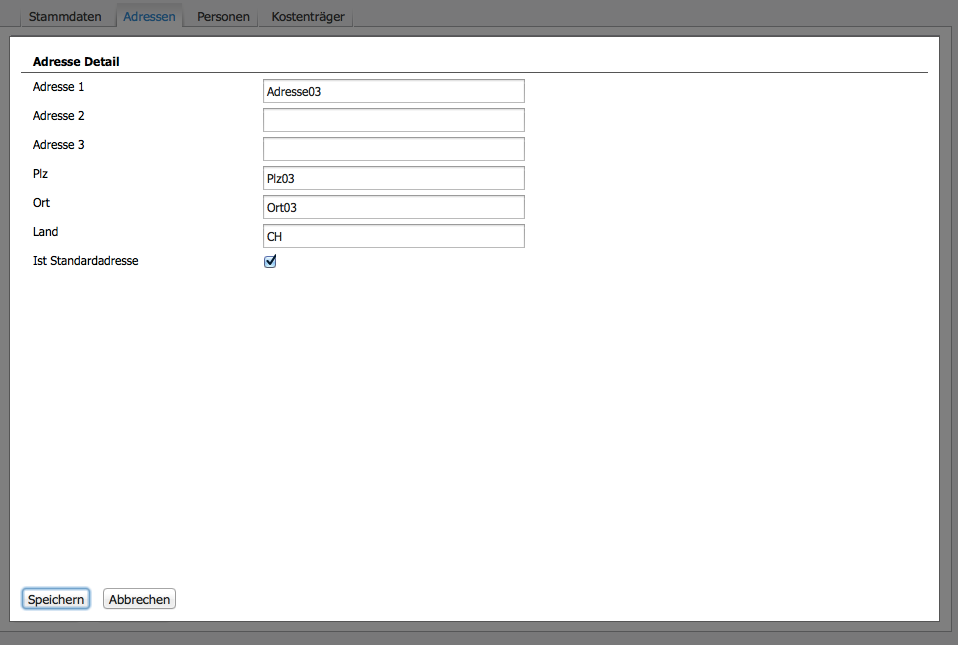 Stammdaten Adressen Personen Kostenträger
Adresse Detail
Adresse 1 Adresse03
Adresse 2
Adresse 3
Plz Plz03
Ort Ort03
Land CH
Ist Standardadresse
Speichern Abbrechen